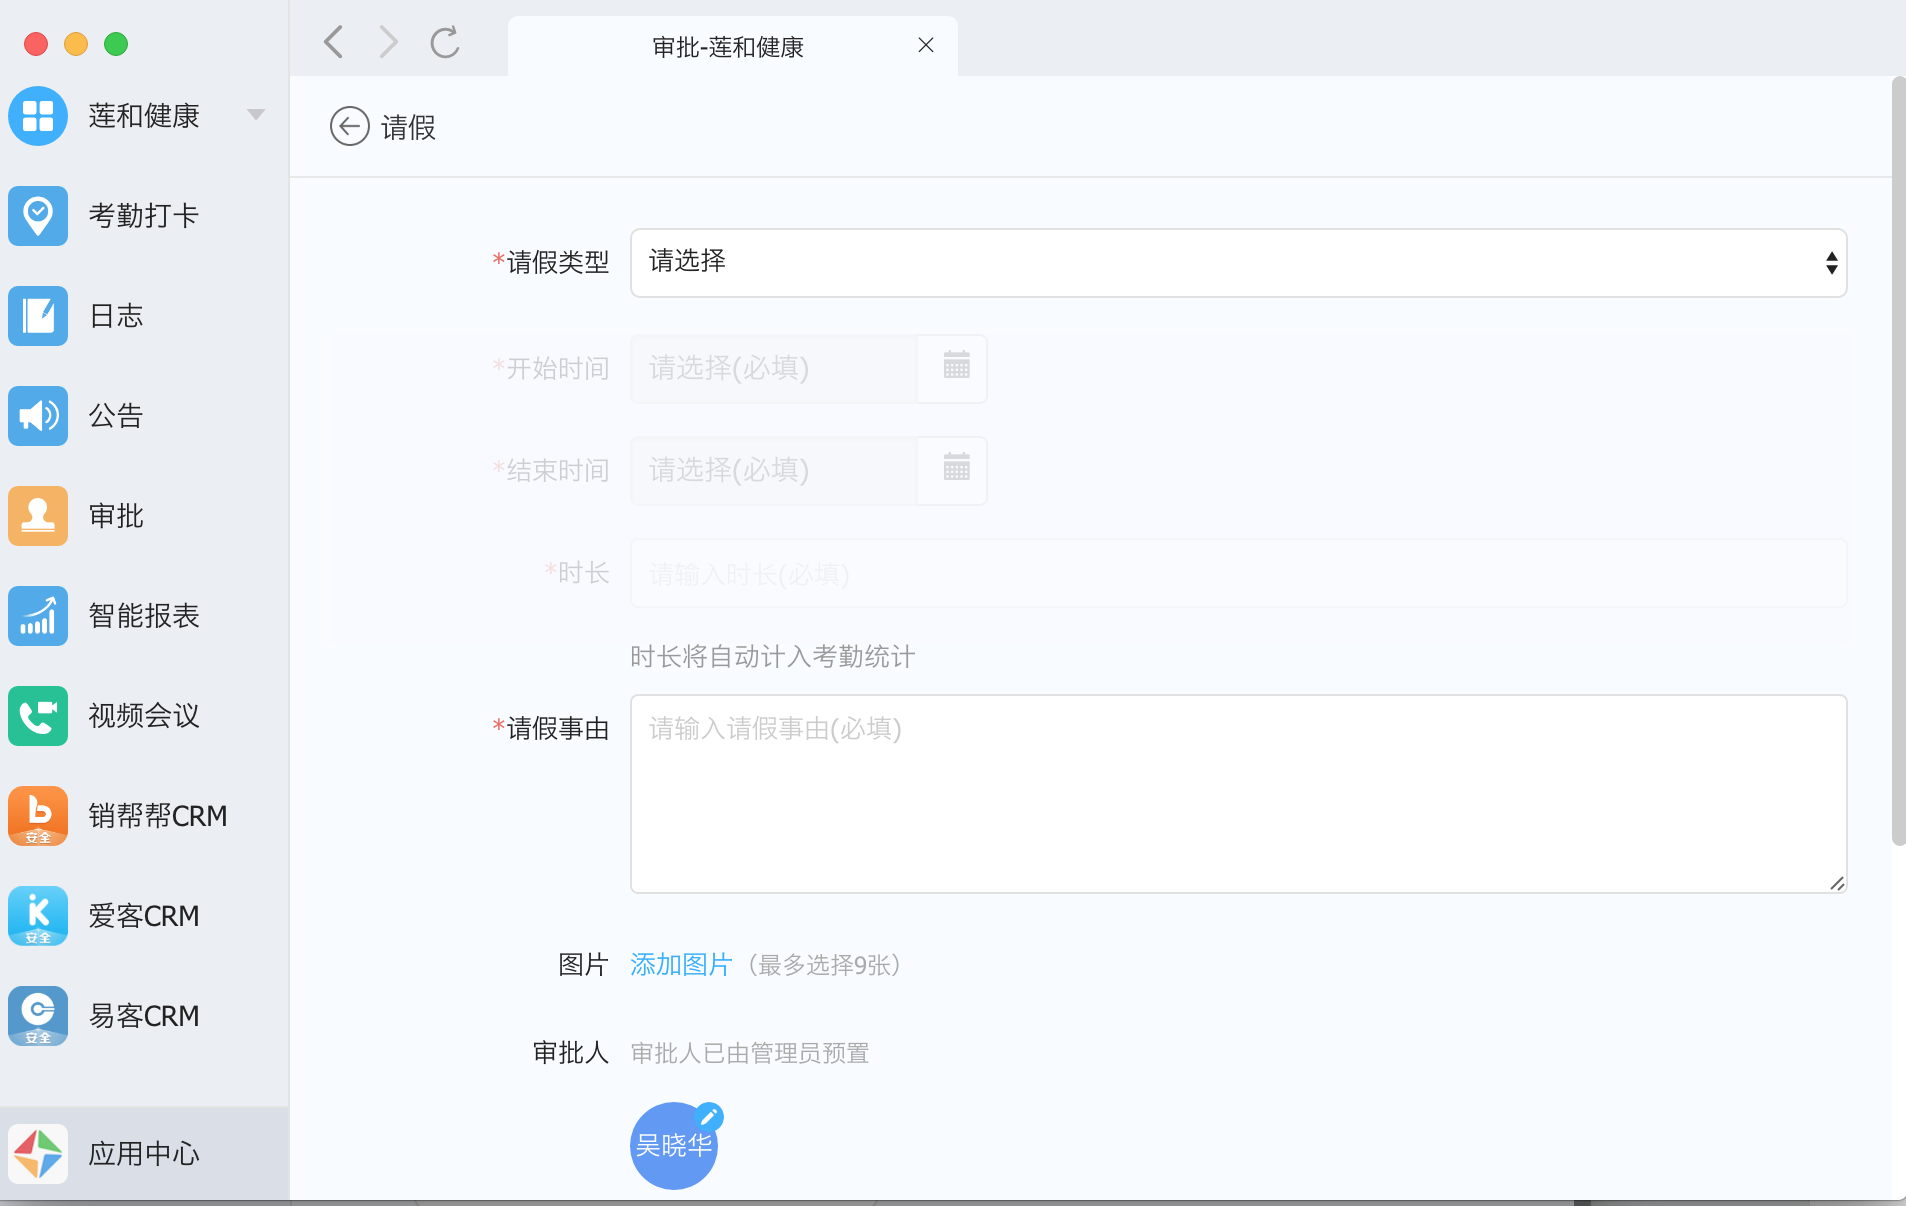 审批-莲和健康
莲和健康
考勤打卡
日志
公告
审批
智能报表
视频会议
安全
销帮帮CRM
安全
爱客CRM
安全
易客CRM
应用中心
请假
*请假类型 请选择
*开始时间 请选择(必填)
*结束时间 请选择(必填)
*时长 请输入时长(必填)
时长将自动计入考勤统计
*请假事由 请输入请假事由(必填)
图片 添加图片 (最多选择9张)
审批人 审批人已由管理员预置
吴晓华